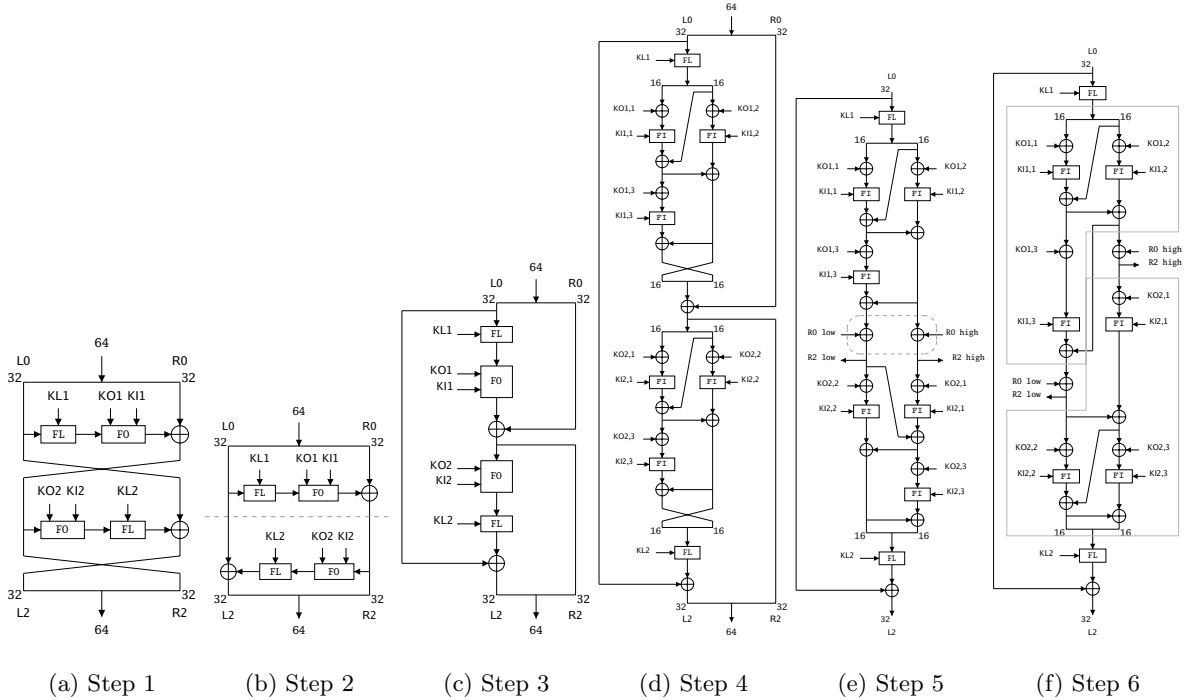 64
L0 R0
32 32
KL1 KO1 KI1
FL FO
KO2 KI2 KL2
FO FL
32 32
L2 R2
64
(a) Step 1
64
L0 R0
32 32
KL1 KO1 KI1
FL FO
KL2 KO2 KI2
FL FO
32 32
L2 R2
64
(b) Step 2
64
L0 R0
32 32
KL1 FL
KO1
FO
KI1
KO2
FO
KI2
KL2 FL
32 32
L2 R2
64
(c) Step 3
64
L0 R0
32 32
KL1 FL
16 16
KO1,1 KO1,2
KI1,1 FI FI KI1,2
KO1,3
KI1,3 FI
16 16
16 16
KO2,1 KO2,2
KI2,1 FI FI KI2,2
KO2,3
KI2,3 FI
16 16
KL2 FL
32 32
L2 R2
64
(d) Step 4
L0
32
KL1 FL
16 16
KO1,1 KO1,2
KI1,1 FI FI KI1,2
KO1,3
KI1,3 FI
R0 low R0 high
R2 low R2 high
KO2,2 KO2,1
KI2,2 FI FI KI2,1
KO2,3
FI KI2,3
16 16
KL2 FL
32
L2
(e) Step 5
L0
32
KL1 FL
16 16
KO1,1 KO1,2
KI1,1 FI FI KI1,2
KO1,3 R0 high
R2 high
KO2,1
KI1,3 FI FI KI2,1
R0 low
R2 low
KO2,2 KO2,3
KI2,2 FI FI KI2,3
16 16
KL2 FL
32
L2
(f) Step 6